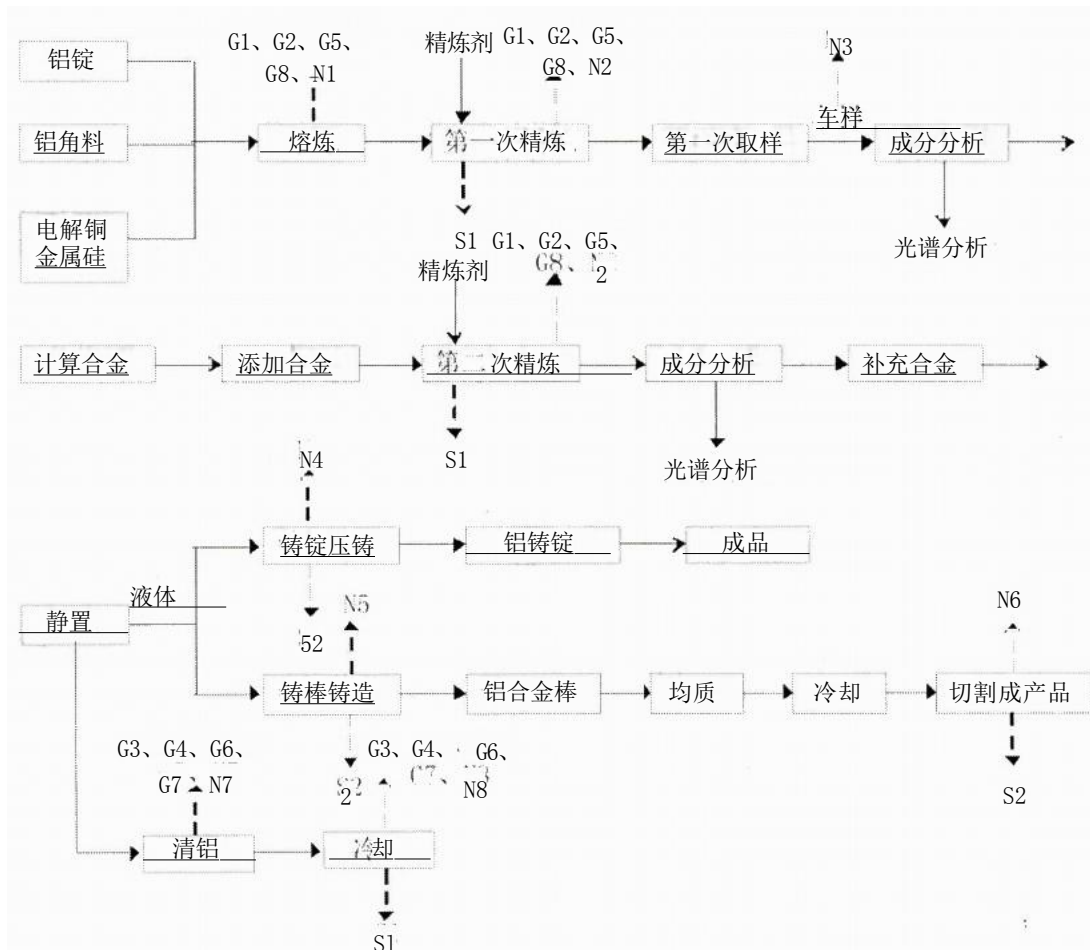 G1、G2、G5、
G8、N1
精炼剂
G1、G2、G5、
G8、N2
N3
铝锭
铝角料
电解铜
金属硅
熔炼
第一次精炼
第一次取样
车样
成分分析
S1
光谱分析
精炼剂
G1、G2、G5、
G8、
2
计算合金
添加合金
第二次精炼
成分分析
补充合金
S1
光谱分析
N4
铸锭压铸
铝铸锭
成品
52
静置
液体
N5
N6
铸棒铸造
铝合金棒
均质
冷却
切割成产品
S2
G3、G4、G6、
G7、N7
2
G3、G4、G6、
G7、
N8
清铝
冷却
S1